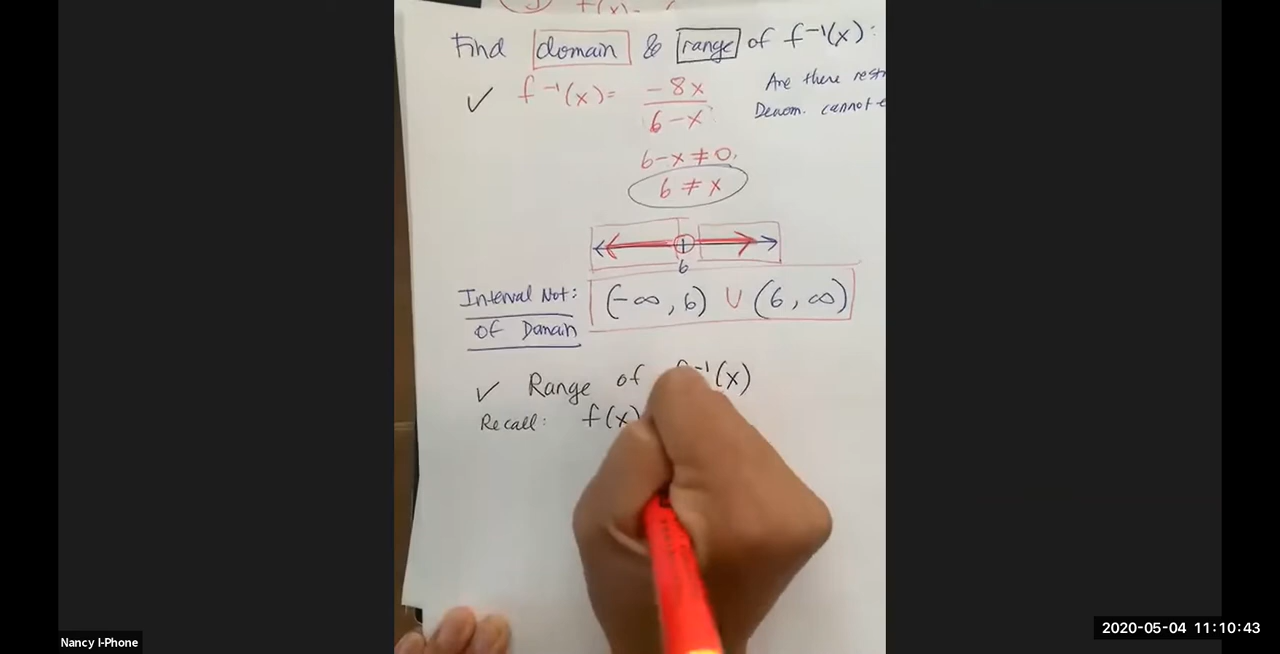 f(x)=
Find domain & range of f⁻¹(x):
✓ f⁻¹(x)= -8x
6-x
Are there
Denom. cannot
6-x≠0,
6 ≠ x
6
Interval Not: (-∞, 6) ∪ (6, ∞)
of Domain
✓ Range of f⁻¹(x)
Recall: f(x)
Nancy I-Phone
2020-05-04 11:10:43